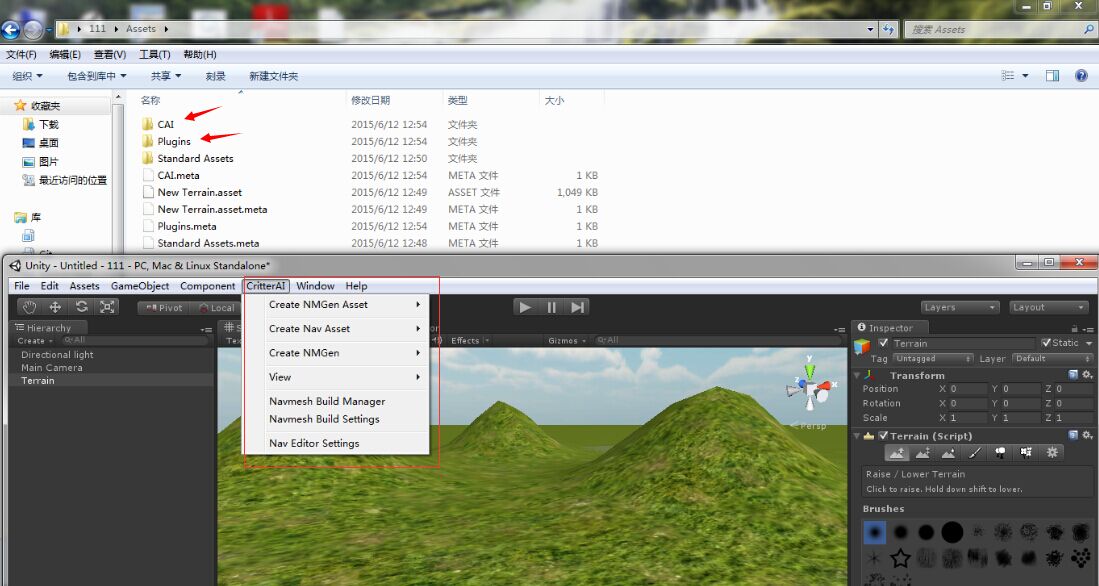 111 Assets
搜索 Assets
文件(F) 编辑(E) 查看(V) 工具(T) 帮助(H)
组织 包含到库中 共享 刻录 新建文件夹
收藏夹
下载
桌面
图片
最近访问的位置
库
名称 修改日期 类型 大小
CAI 2015/6/12 12:54 文件夹
Plugins 2015/6/12 12:54 文件夹
Standard Assets 2015/6/12 12:50 文件夹
CAI.meta 2015/6/12 12:54 META 文件 1 KB
New Terrain.asset 2015/6/12 12:49 ASSET 文件 1,049 KB
New Terrain.asset.meta 2015/6/12 12:49 META 文件 1 KB
Plugins.meta 2015/6/12 12:54 META 文件 1 KB
Standard Assets.meta 2015/6/12 12:48 META 文件 1 KB
Unity - Untitled - 111 - PC, Mac & Linux Standalone*
File Edit Assets GameObject Component CritterAI Window Help
Pivot Local Layers Layout
Create NMGen Asset
Create Nav Asset
Create NMGen
View
Navmesh Build Manager
Navmesh Build Settings
Nav Editor Settings
Hierarchy
Create All
Directional light
Main Camera
Terrain
Effects Gizmos All
y
z x
Persp
Inspector
Terrain Static
Tag Untagged Layer Default
Transform
Position X 0 Y 0 Z 0
Rotation X 0 Y 0 Z 0
Scale X 1 Y 1 Z 1
Terrain (Script)
Raise / Lower Terrain
Click to raise. Hold down shift to lower.
Brushes